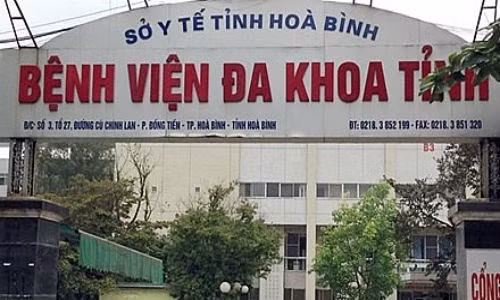 SỞ Y TẾ TỈNH HOÀ BÌNH
BỆNH VIỆN ĐA KHOA TỈNH
Đ/C: SỐ 3, TỔ 27, ĐƯỜNG CÙ CHÍNH LAN - P. ĐỒNG TIẾN - TP. HOÀ BÌNH - TỈNH HOÀ BÌNH ĐT: 0218. 3 852 199 - FAX: 0218. 3 851 320
B3
CỔNG